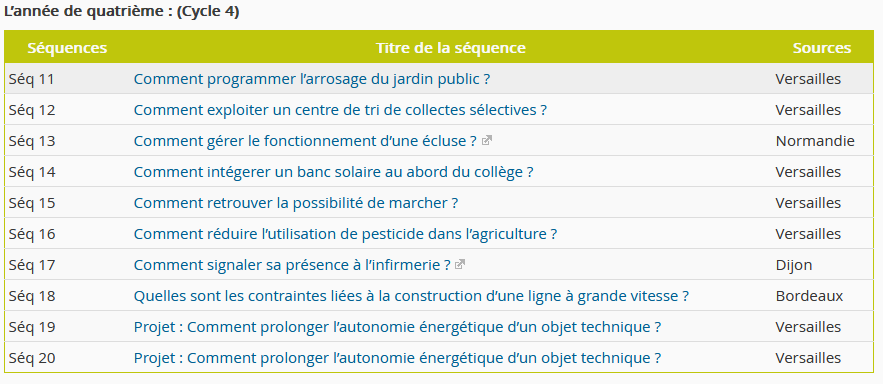 L’année de quatrième : (Cycle 4)
Séquences Titre de la séquence Sources
Séq 11 Comment programmer l’arrosage du jardin public ? Versailles
Séq 12 Comment exploiter un centre de tri de collectes sélectives ? Versailles
Séq 13 Comment gérer le fonctionnement d’une écluse ? Normandie
Séq 14 Comment intégerer un banc solaire au abord du collège ? Versailles
Séq 15 Comment retrouver la possibilité de marcher ? Versailles
Séq 16 Comment réduire l’utilisation de pesticide dans l’agriculture ? Versailles
Séq 17 Comment signaler sa présence à l’infirmerie ? Dijon
Séq 18 Quelles sont les contraintes liées à la construction d’une ligne à grande vitesse ? Bordeaux
Séq 19 Projet : Comment prolonger l’autonomie énergétique d’un objet technique ? Versailles
Séq 20 Projet : Comment prolonger l’autonomie énergétique d’un objet technique ? Versailles